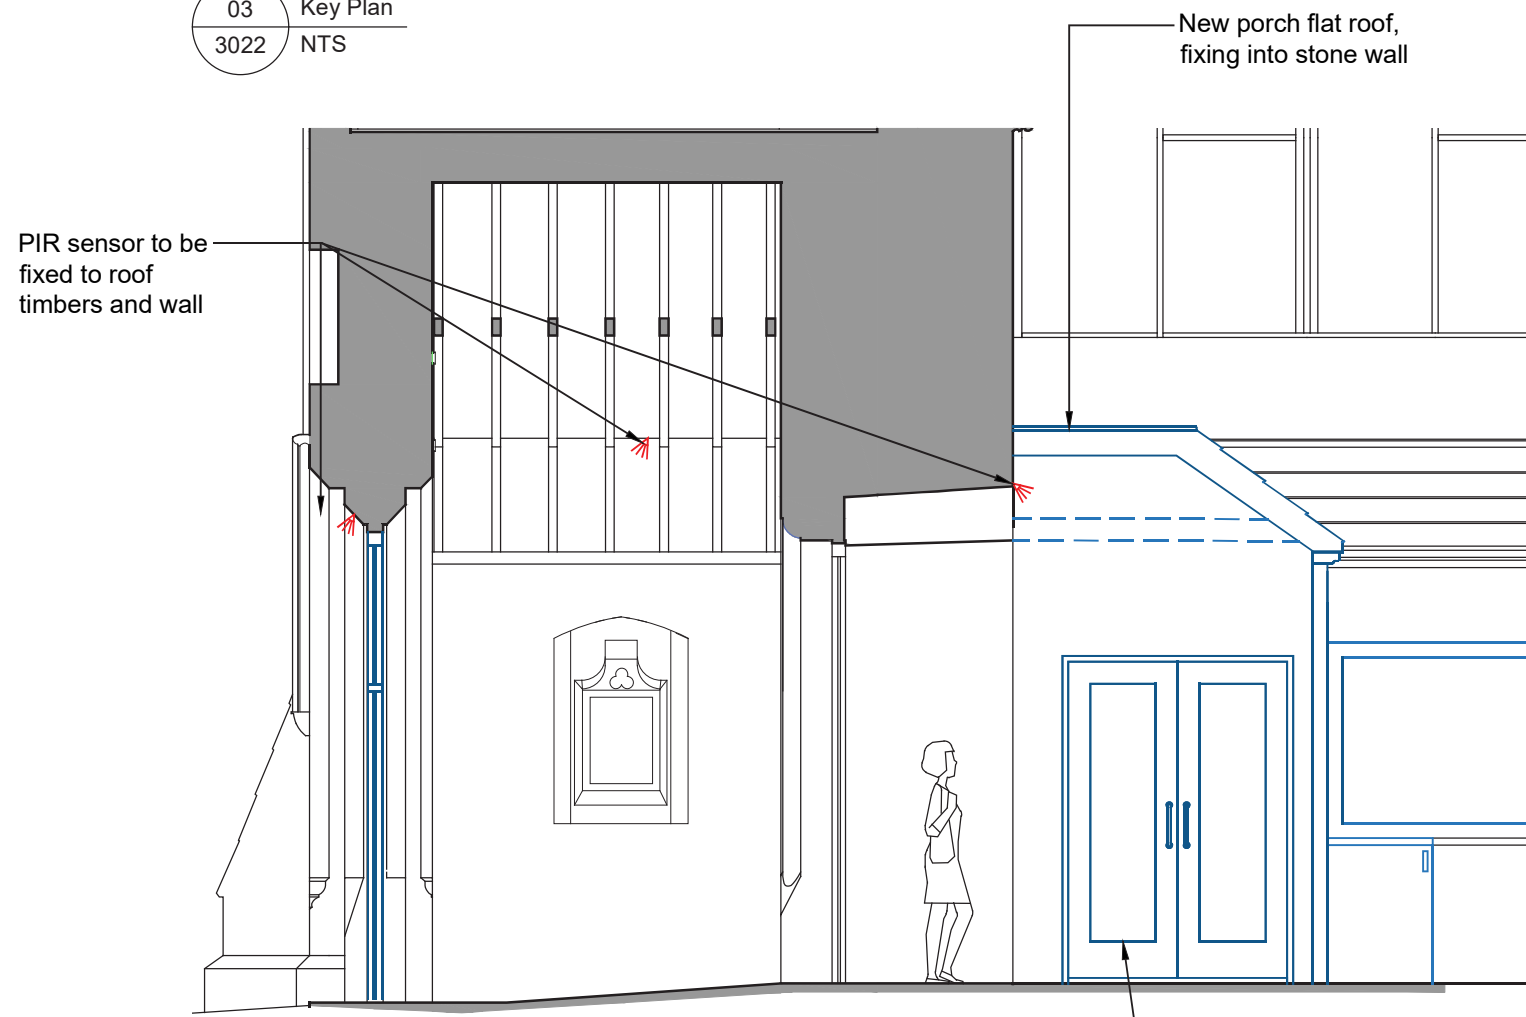 03
Key Plan
3022
NTS
New porch flat roof,
fixing into stone wall
PIR sensor to be
fixed to roof
timbers and wall